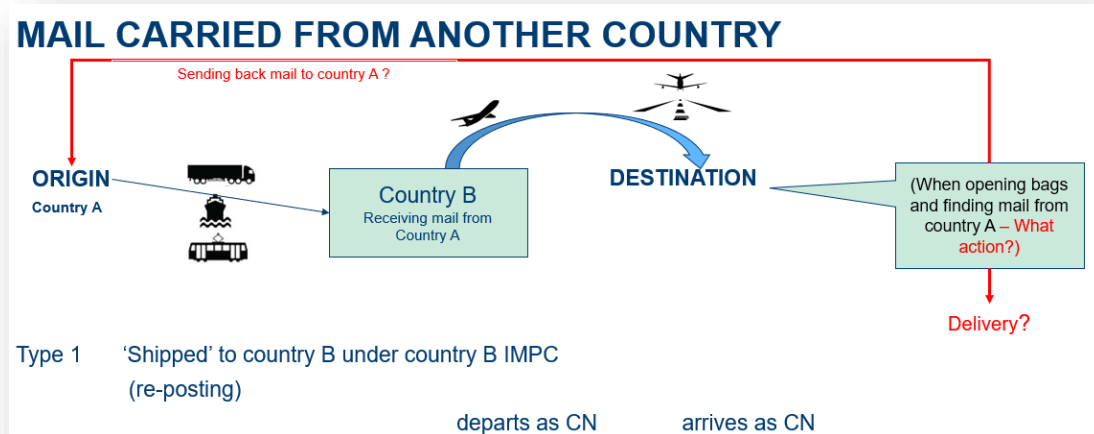 MAIL CARRIED FROM ANOTHER COUNTRY
Sending back mail to country A ?
ORIGIN
Country A
Country B
Receiving mail from
Country A
DESTINATION
(When opening bags
and finding mail from
country A – What
action?)
Delivery?
Type 1 ‘Shipped’ to country B under country B IMPC
(re-posting)
departs as CN arrives as CN